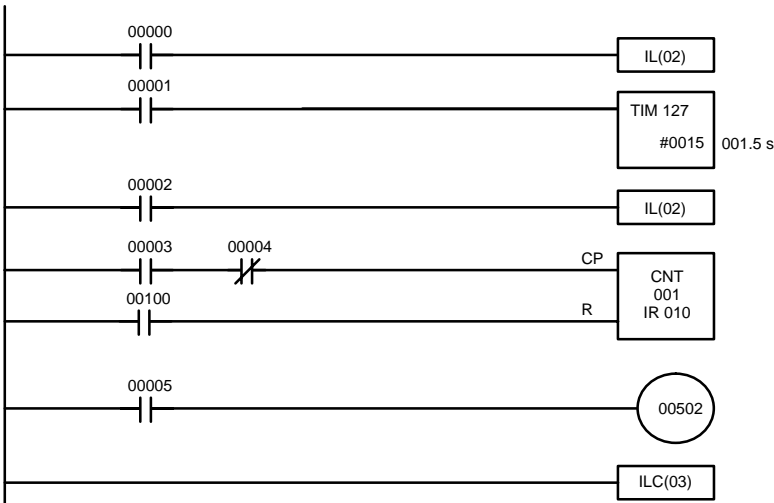 00000
IL(02)
00001
TIM 127
#0015 001.5 s
00002
IL(02)
00003 00004
CP
CNT
001
IR 010
00100
R
00005
00502
ILC(03)